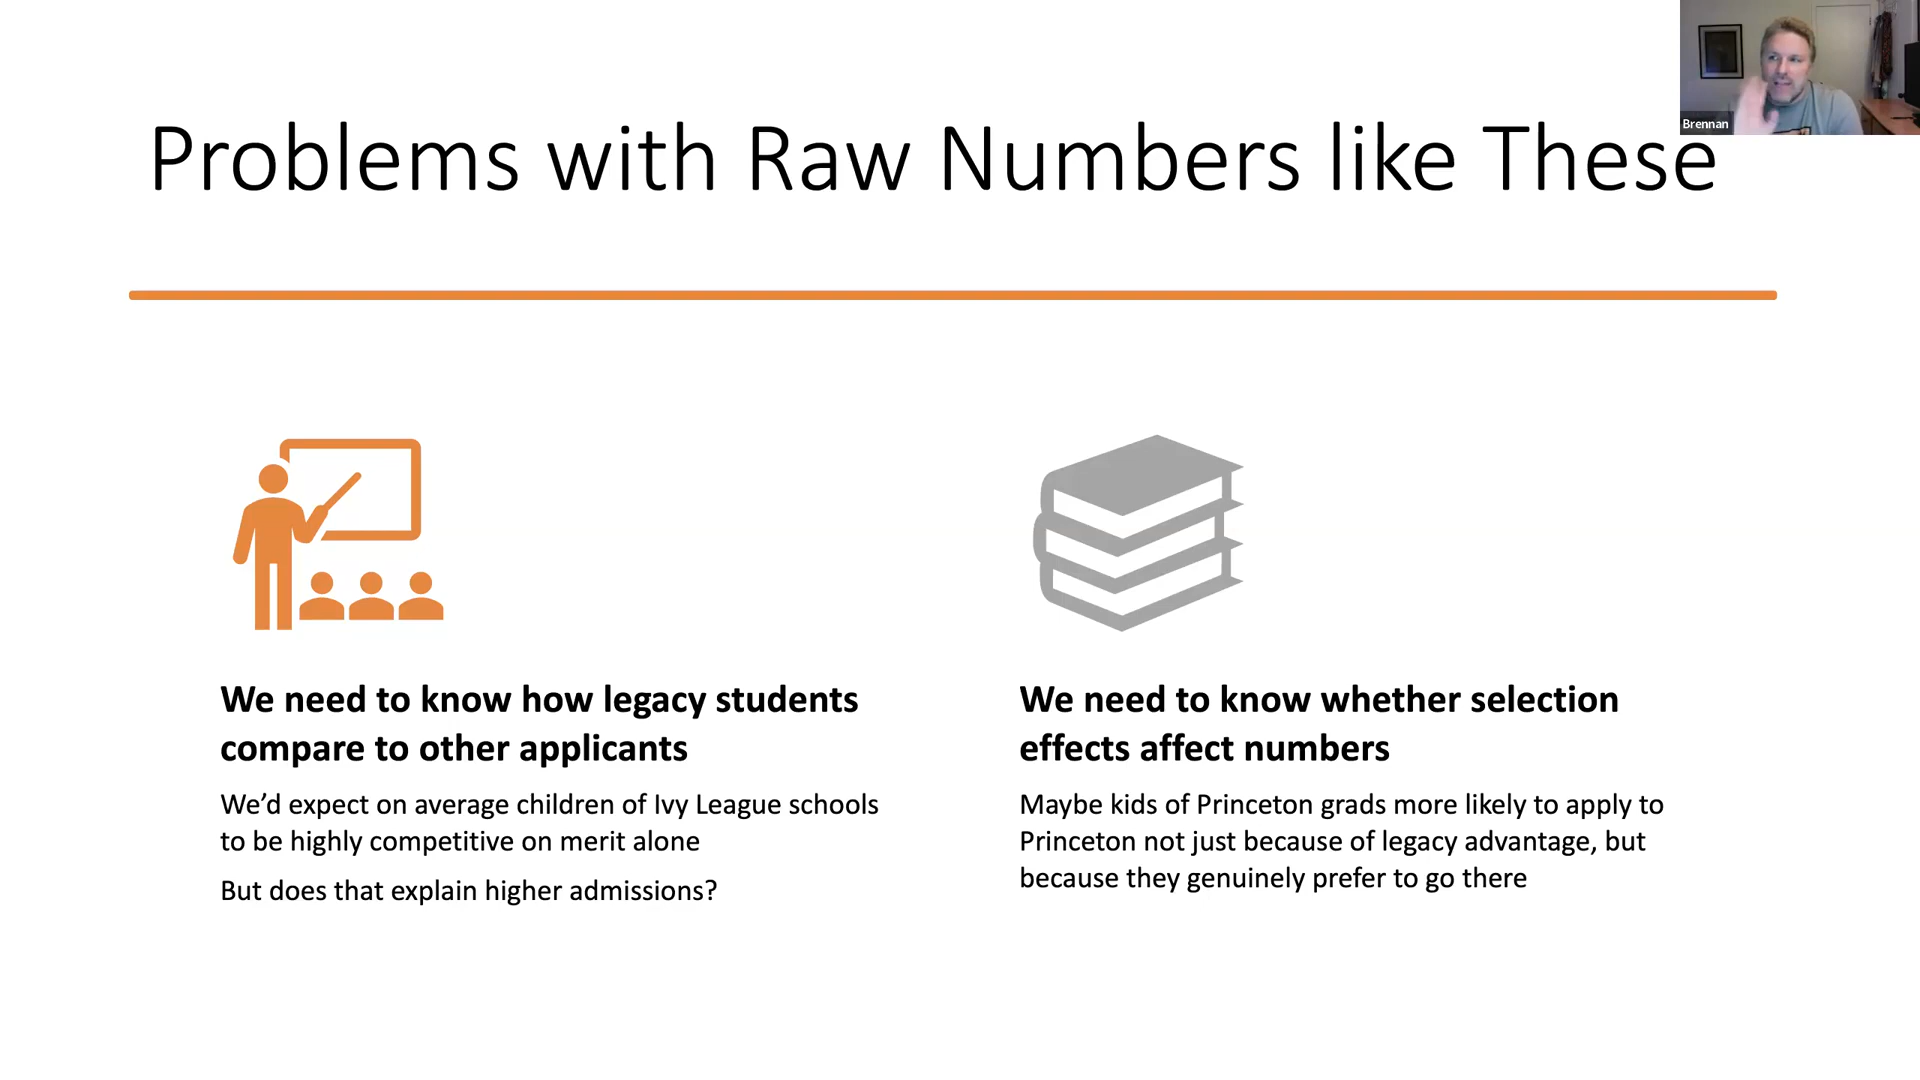 Problems with Raw Numbers like These
Brennan
We need to know how legacy students
compare to other applicants
We’d expect on average children of Ivy League schools
to be highly competitive on merit alone
But does that explain higher admissions?
We need to know whether selection
effects affect numbers
Maybe kids of Princeton grads more likely to apply to
Princeton not just because of legacy advantage, but
because they genuinely prefer to go there